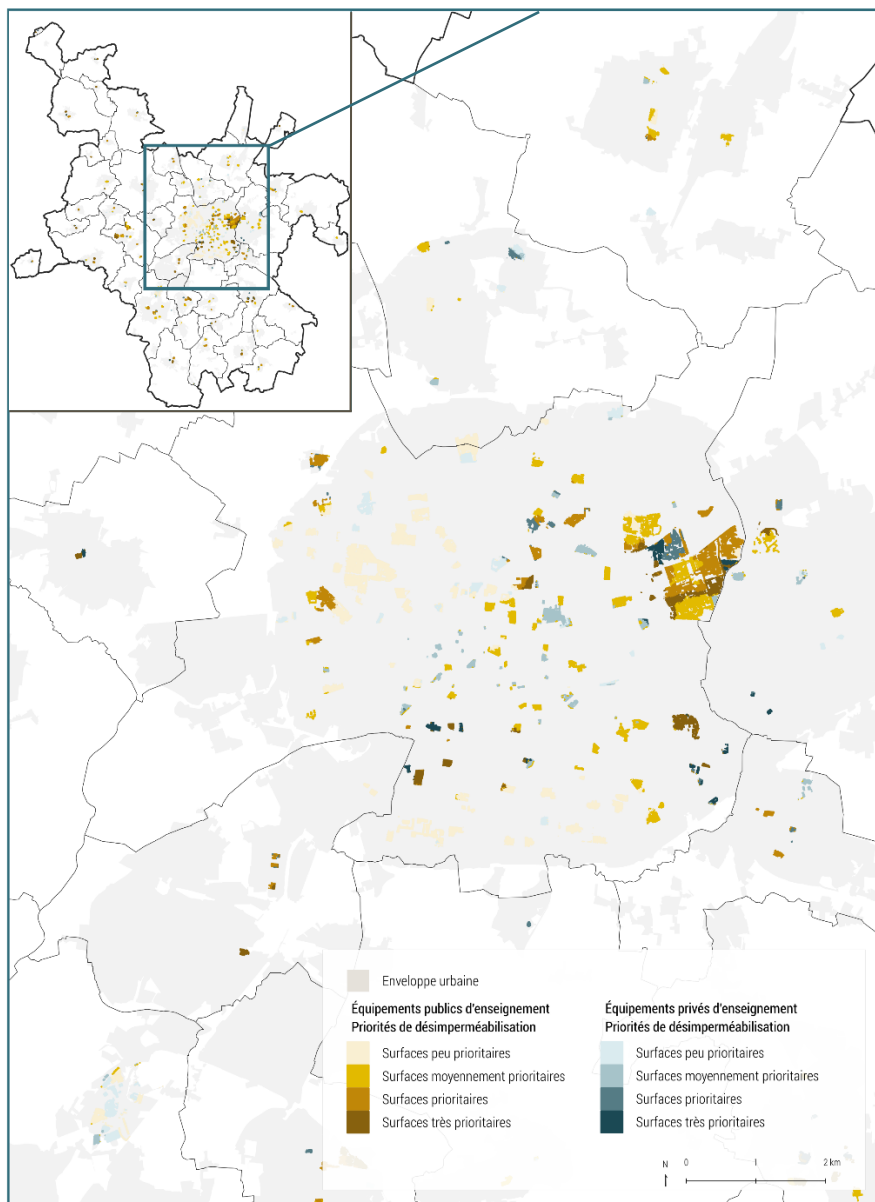 Enveloppe urbaine
Équipements publics d'enseignement
Priorités de désimperméabilisation
Surfaces peu prioritaires
Surfaces moyennement prioritaires
Surfaces prioritaires
Surfaces très prioritaires
Équipements privés d'enseignement
Priorités de désimperméabilisation
Surfaces peu prioritaires
Surfaces moyennement prioritaires
Surfaces prioritaires
Surfaces très prioritaires
N
0 1 2 km